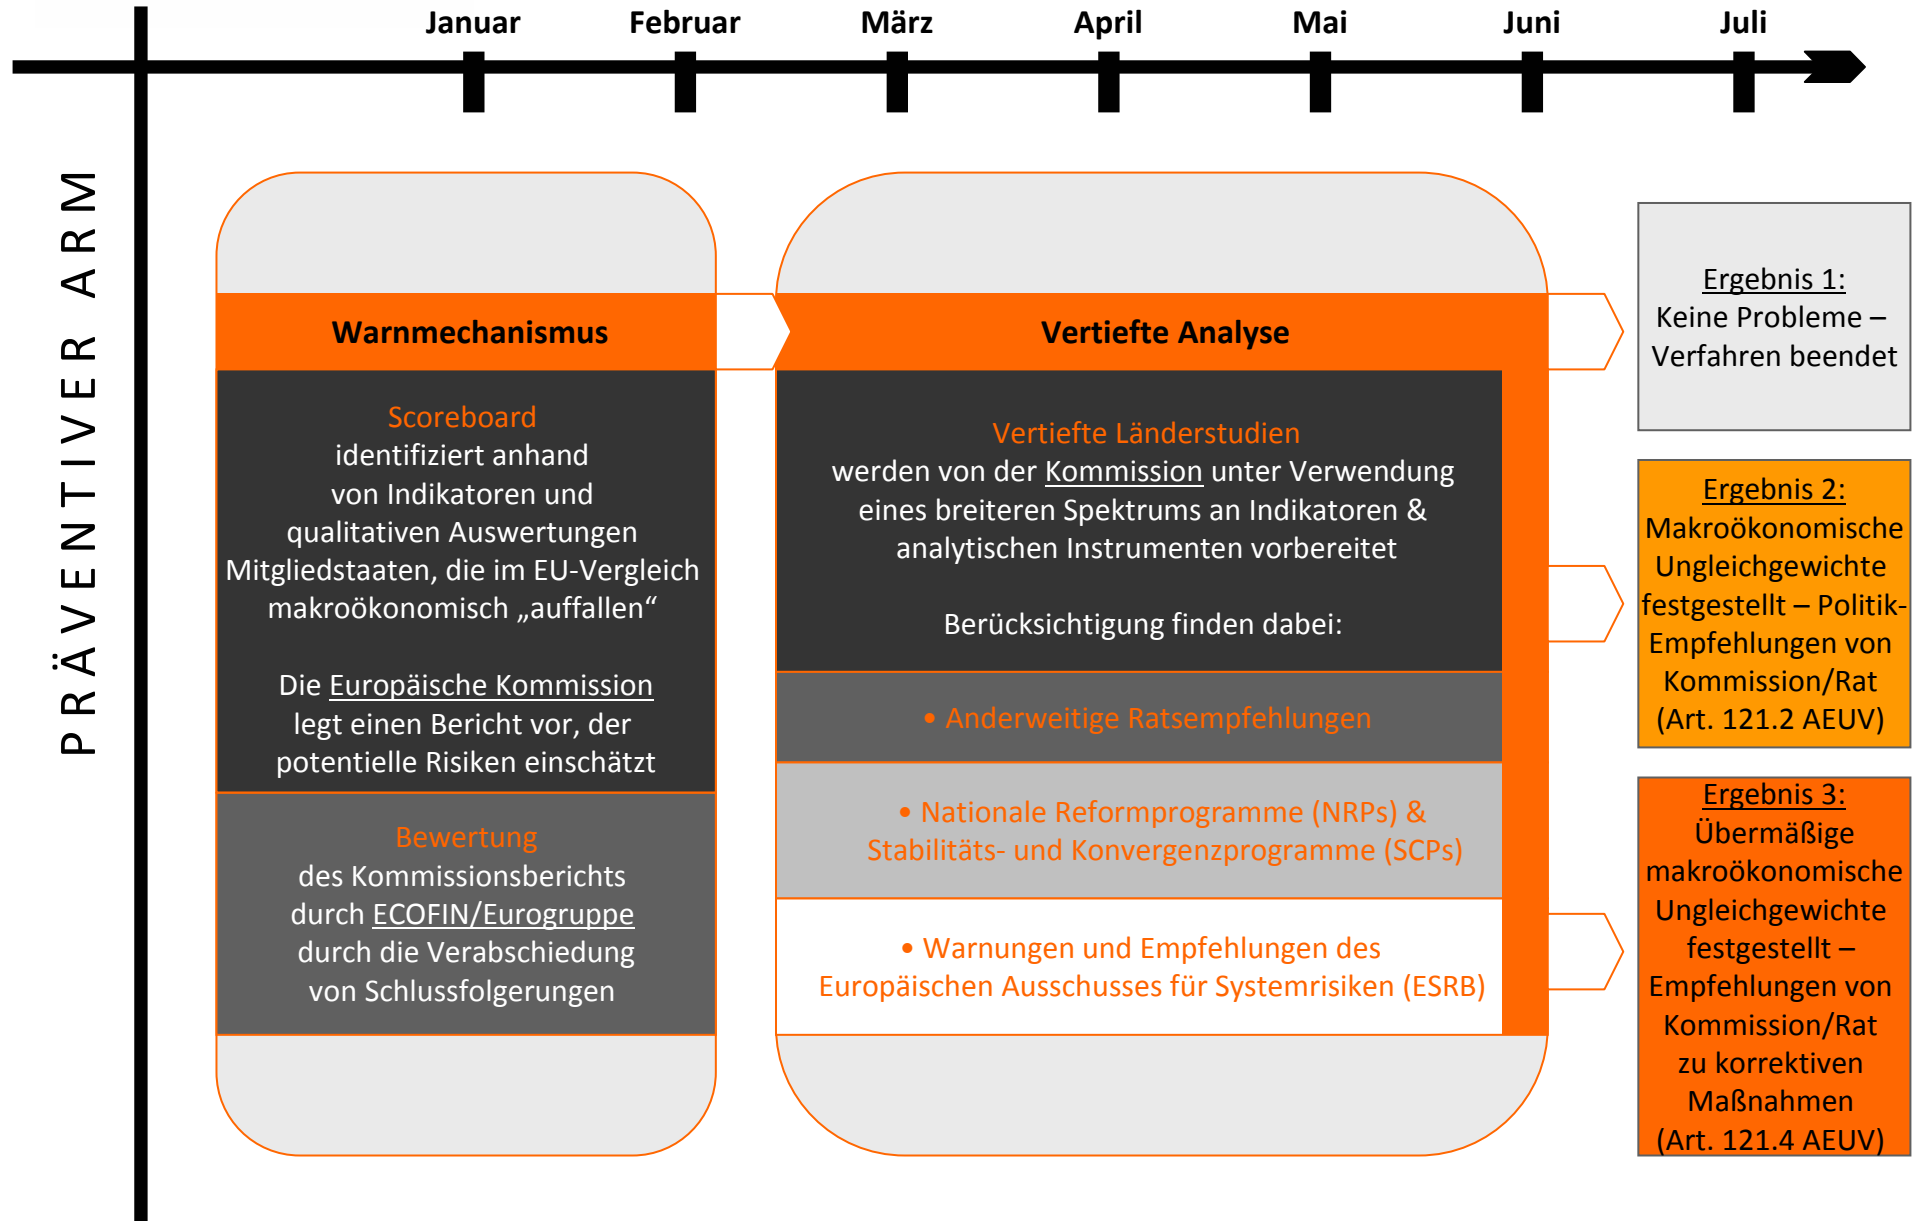 Januar
Februar
März
April
Mai
Juni
Juli
PRÄVENTIVER ARM
Warnmechanismus
Scoreboard
identifiziert anhand
von Indikatoren und
qualitativen Auswertungen
Mitgliedstaaten, die im EU-Vergleich
makroökonomisch „auffallen“
Die Europäische Kommission
legt einen Bericht vor, der
potentielle Risiken einschätzt
Bewertung
des Kommissionsberichts
durch ECOFIN/Eurogruppe
durch die Verabschiedung
von Schlussfolgerungen
Vertiefte Analyse
Vertiefte Länderstudien
werden von der Kommission unter Verwendung
eines breiteren Spektrums an Indikatoren &
analytischen Instrumenten vorbereitet
Berücksichtigung finden dabei:
• Anderweitige Ratsempfehlungen
• Nationale Reformprogramme (NRPs) &
Stabilitäts- und Konvergenzprogramme (SCPs)
• Warnungen und Empfehlungen des
Europäischen Ausschusses für Systemrisiken (ESRB)
Ergebnis 1:
Keine Probleme –
Verfahren beendet
Ergebnis 2:
Makroökonomische
Ungleichgewichte
festgestellt – Politik-
Empfehlungen von
Kommission/Rat
(Art. 121.2 AEUV)
Ergebnis 3:
Übermäßige
makroökonomische
Ungleichgewichte
festgestellt –
Empfehlungen von
Kommission/Rat
zu korrektiven
Maßnahmen
(Art. 121.4 AEUV)